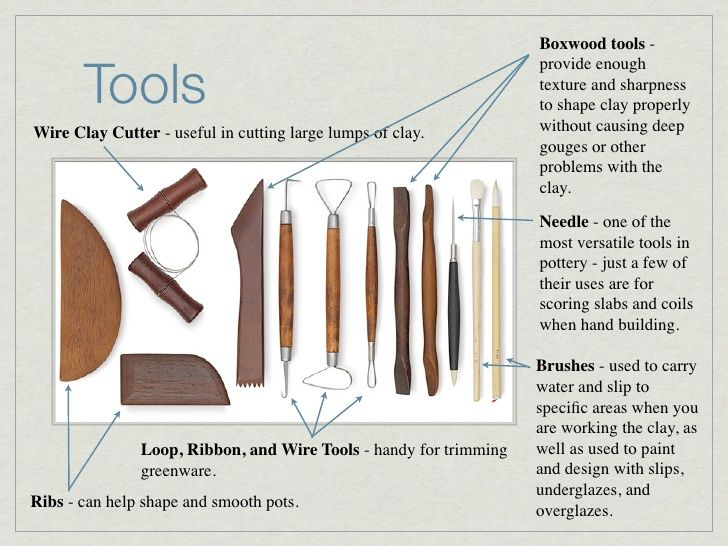 Tools
Wire Clay Cutter - useful in cutting large lumps of clay.
Boxwood tools -
provide enough
texture and sharpness
to shape clay properly
without causing deep
gouges or other
problems with the
clay.
Needle - one of the
most versatile tools in
pottery - just a few of
their uses are for
scoring slabs and coils
when hand building.
Brushes - used to carry
water and slip to
specific areas when you
are working the clay, as
well as used to paint
and design with slips,
underglazes, and
overglazes.
Loop, Ribbon, and Wire Tools - handy for trimming
greenware.
Ribs - can help shape and smooth pots.